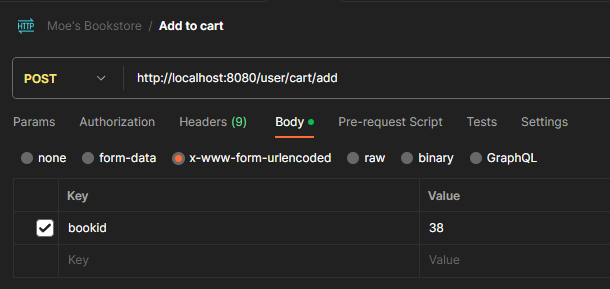 HTTP Moe's Bookstore / Add to cart
POST http://localhost:8080/user/cart/add
Params Authorization Headers (9) Body Pre-request Script Tests Settings
none form-data x-www-form-urlencoded raw binary GraphQL
Key Value
bookid 38
Key Value